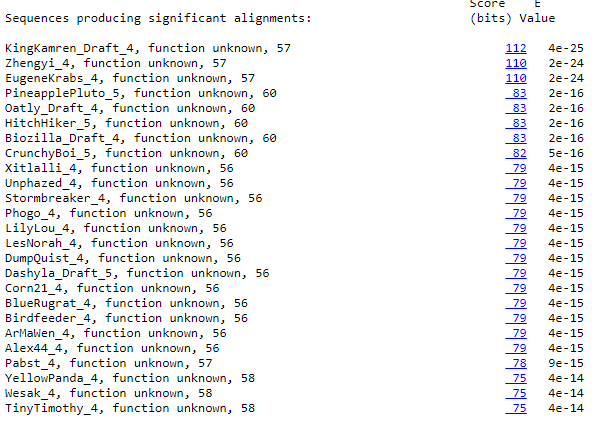 Score E
Sequences producing significant alignments: (bits) Value
KingKamren_Draft_4, function unknown, 57 112 4e-25
Zhengyi_4, function unknown, 57 110 2e-24
EugeneKrabs_4, function unknown, 57 110 2e-24
PineapplePluto_5, function unknown, 60 83 2e-16
Oatly_Draft_4, function unknown, 60 83 2e-16
HitchHiker_5, function unknown, 60 83 2e-16
Biozilla_Draft_4, function unknown, 60 83 2e-16
CrunchyBoi_5, function unknown, 60 82 5e-16
Xitlalli_4, function unknown, 56 79 4e-15
Unphazed_4, function unknown, 56 79 4e-15
Stormbreaker_4, function unknown, 56 79 4e-15
Phogo_4, function unknown, 56 79 4e-15
LilyLou_4, function unknown, 56 79 4e-15
LesNorah_4, function unknown, 56 79 4e-15
DumpQuist_4, function unknown, 56 79 4e-15
Dashyla_Draft_5, function unknown, 56 79 4e-15
Corn21_4, function unknown, 56 79 4e-15
BlueRugrat_4, function unknown, 56 79 4e-15
Birdfeeder_4, function unknown, 56 79 4e-15
ArMaWen_4, function unknown, 56 79 4e-15
Alex44_4, function unknown, 56 79 4e-15
Pabst_4, function unknown, 57 78 9e-15
YellowPanda_4, function unknown, 58 75 4e-14
Wesak_4, function unknown, 58 75 4e-14
TinyTimothy_4, function unknown, 58 75 4e-14